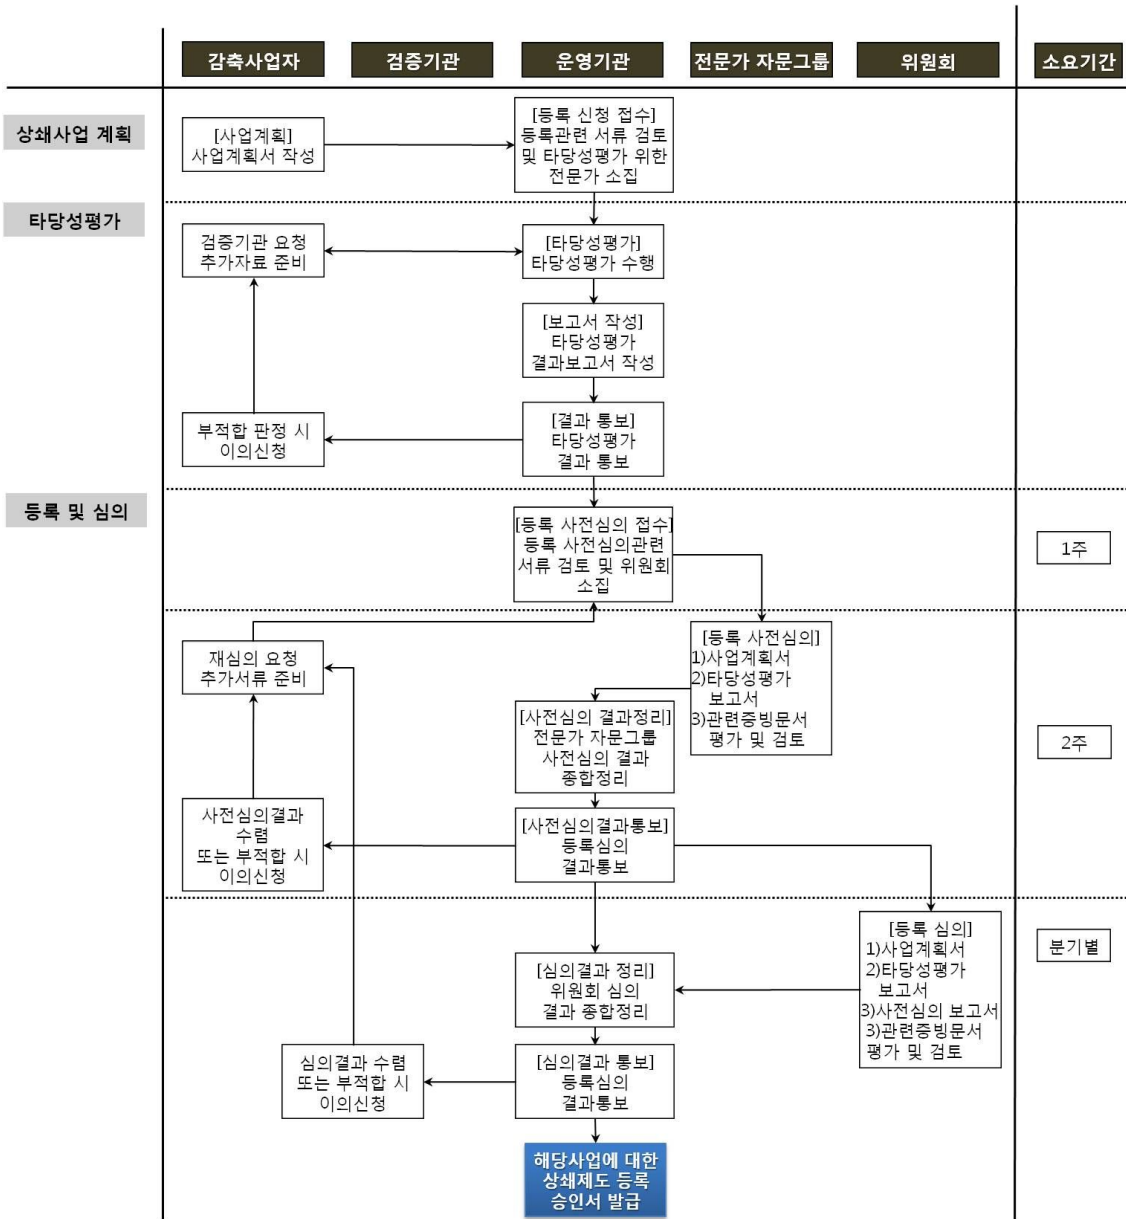 감축사업자
검증기관
운영기관
전문가 자문그룹
위원회
소요기간
상쇄사업 계획
[사업계획]
사업계획서 작성
[등록 신청 접수]
등록관련 서류 검토
및 타당성평가 위한
전문가 소집
타당성평가
검증기관 요청
추가자료 준비
[타당성평가]
타당성평가 수행
[보고서 작성]
타당성평가
결과보고서 작성
부적합 판정 시
이의신청
[결과 통보]
타당성평가
결과 통보
등록 및 심의
[등록 사전심의 접수]
등록 사전심의관련
서류 검토 및 위원회
소집
1주
재심의 요청
추가서류 준비
[등록 사전심의]
1)사업계획서
2)타당성평가
보고서
3)관련증빙문서
평가 및 검토
[사전심의 결과정리]
전문가 자문그룹
사전심의 결과
종합정리
2주
사전심의결과
수렴
또는 부적합 시
이의신청
[사전심의결과통보]
등록심의
결과통보
[등록 심의]
1)사업계획서
2)타당성평가
보고서
3)사전심의 보고서
3)관련증빙문서
평가 및 검토
분기별
[심의결과 정리]
위원회 심의
결과 종합정리
심의결과 수렴
또는 부적합 시
이의신청
[심의결과 통보]
등록심의
결과통보
해당사업에 대한
상쇄제도 등록
승인서 발급